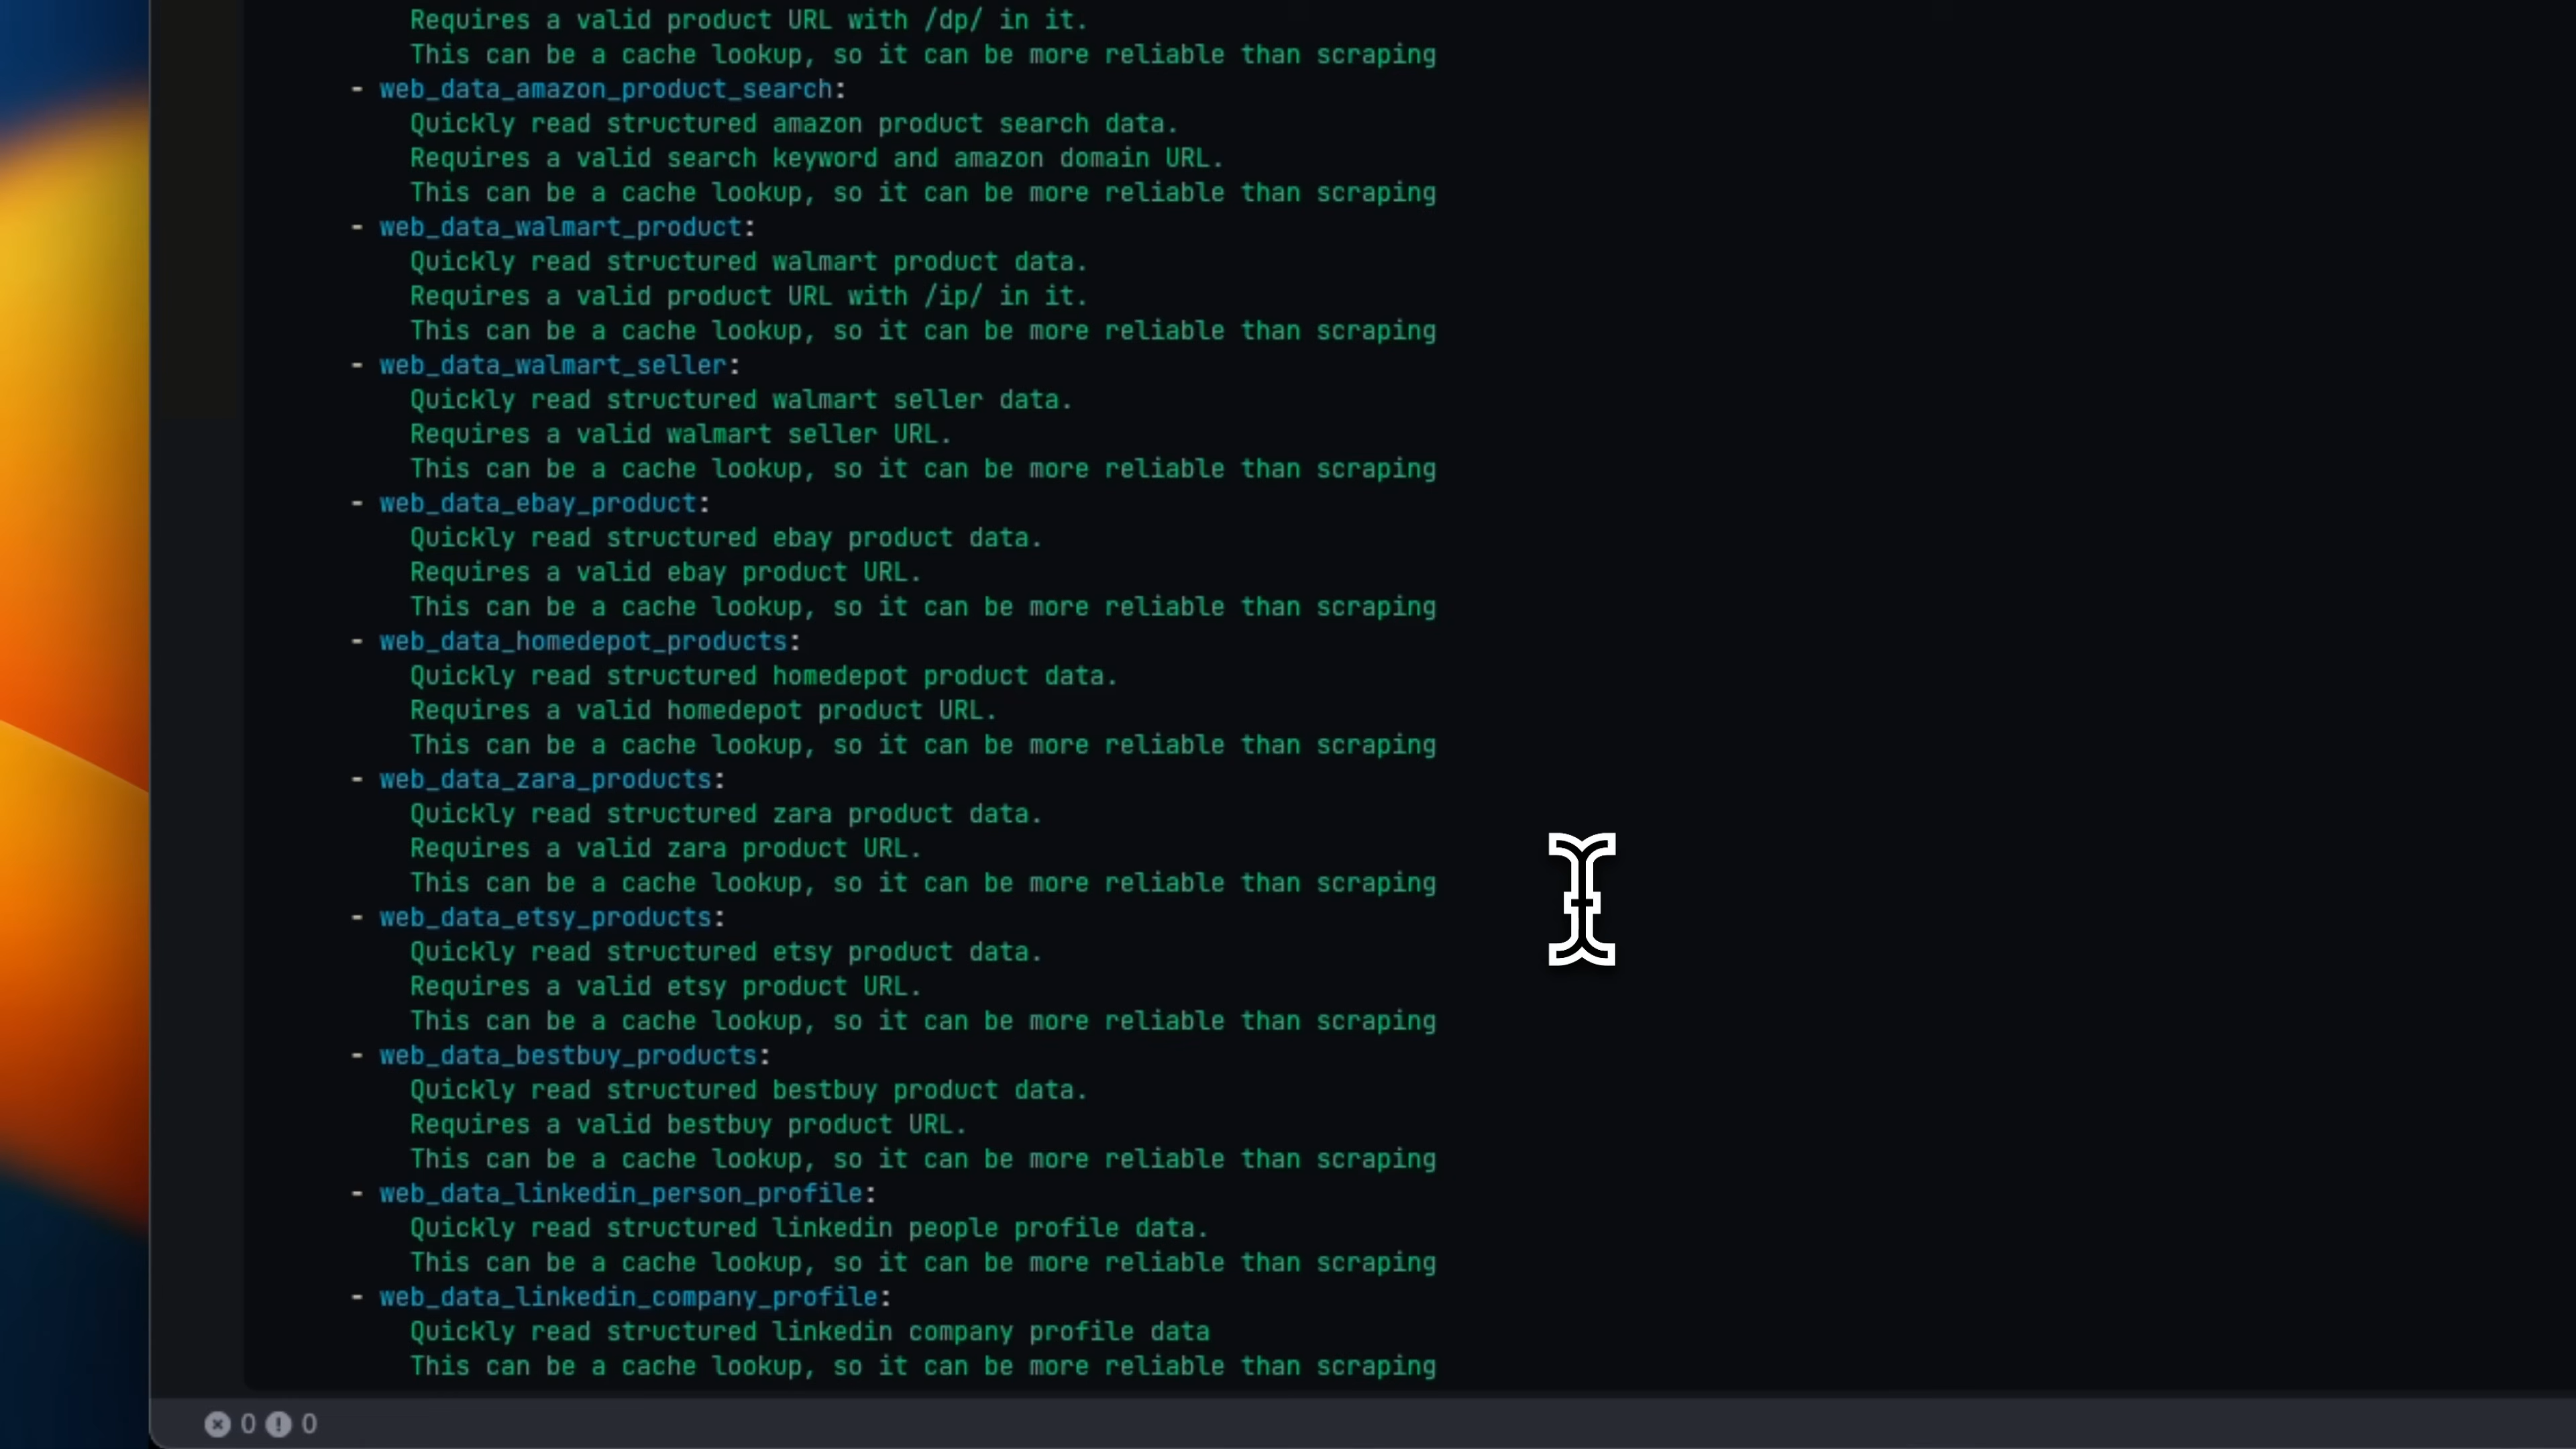 Requires a valid product URL with /dp/ in it.
This can be a cache lookup, so it can be more reliable than scraping
- web_data_amazon_product_search:
Quickly read structured amazon product search data.
Requires a valid search keyword and amazon domain URL.
This can be a cache lookup, so it can be more reliable than scraping
- web_data_walmart_product:
Quickly read structured walmart product data.
Requires a valid product URL with /ip/ in it.
This can be a cache lookup, so it can be more reliable than scraping
- web_data_walmart_seller:
Quickly read structured walmart seller data.
Requires a valid walmart seller URL.
This can be a cache lookup, so it can be more reliable than scraping
- web_data_ebay_product:
Quickly read structured ebay product data.
Requires a valid ebay product URL.
This can be a cache lookup, so it can be more reliable than scraping
- web_data_homedepot_products:
Quickly read structured homedepot product data.
Requires a valid homedepot product URL.
This can be a cache lookup, so it can be more reliable than scraping
- web_data_zara_products:
Quickly read structured zara product data.
Requires a valid zara product URL.
This can be a cache lookup, so it can be more reliable than scraping
- web_data_etsy_products:
Quickly read structured etsy product data.
Requires a valid etsy product URL.
This can be a cache lookup, so it can be more reliable than scraping
- web_data_bestbuy_products:
Quickly read structured bestbuy product data.
Requires a valid bestbuy product URL.
This can be a cache lookup, so it can be more reliable than scraping
- web_data_linkedin_person_profile:
Quickly read structured linkedin people profile data.
This can be a cache lookup, so it can be more reliable than scraping
- web_data_linkedin_company_profile:
Quickly read structured linkedin company profile data
This can be a cache lookup, so it can be more reliable than scraping
0 0